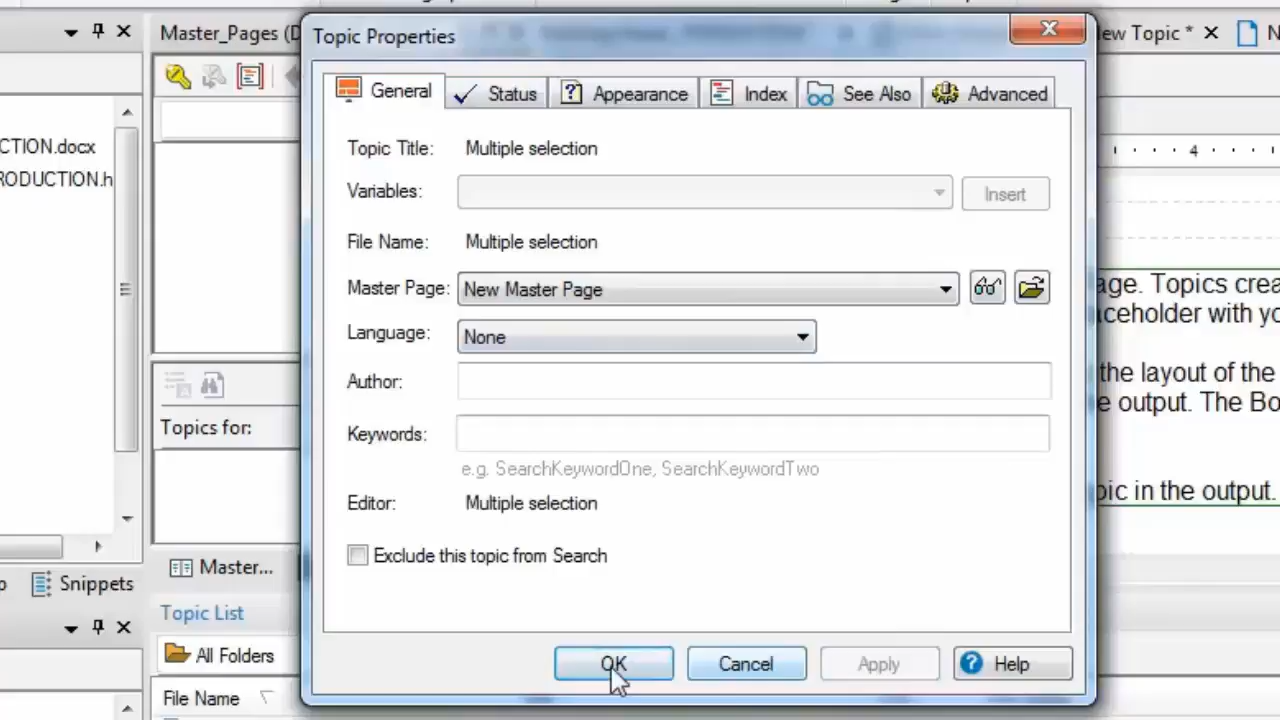 Master_Pages (D
Topic Properties
ew Topic * 
N
General
Status
Appearance
Index
See Also
Advanced
CTION.docx
RODUCTION.h
Topic Title: Multiple selection
4
Variables:
Insert
File Name: Multiple selection
Master Page: New Master Page
age. Topics crea
aceholder with yo
Language: None
the layout of the
Author:
e output. The Bo
Topics for:
Keywords:
e.g. SearchKeywordOne, SearchKeywordTwo
Editor: Multiple selection
pic in the output.
Exclude this topic from Search
Master...
o
Snippets
Topic List
All Folders
OK
Cancel
Apply
Help
File Name